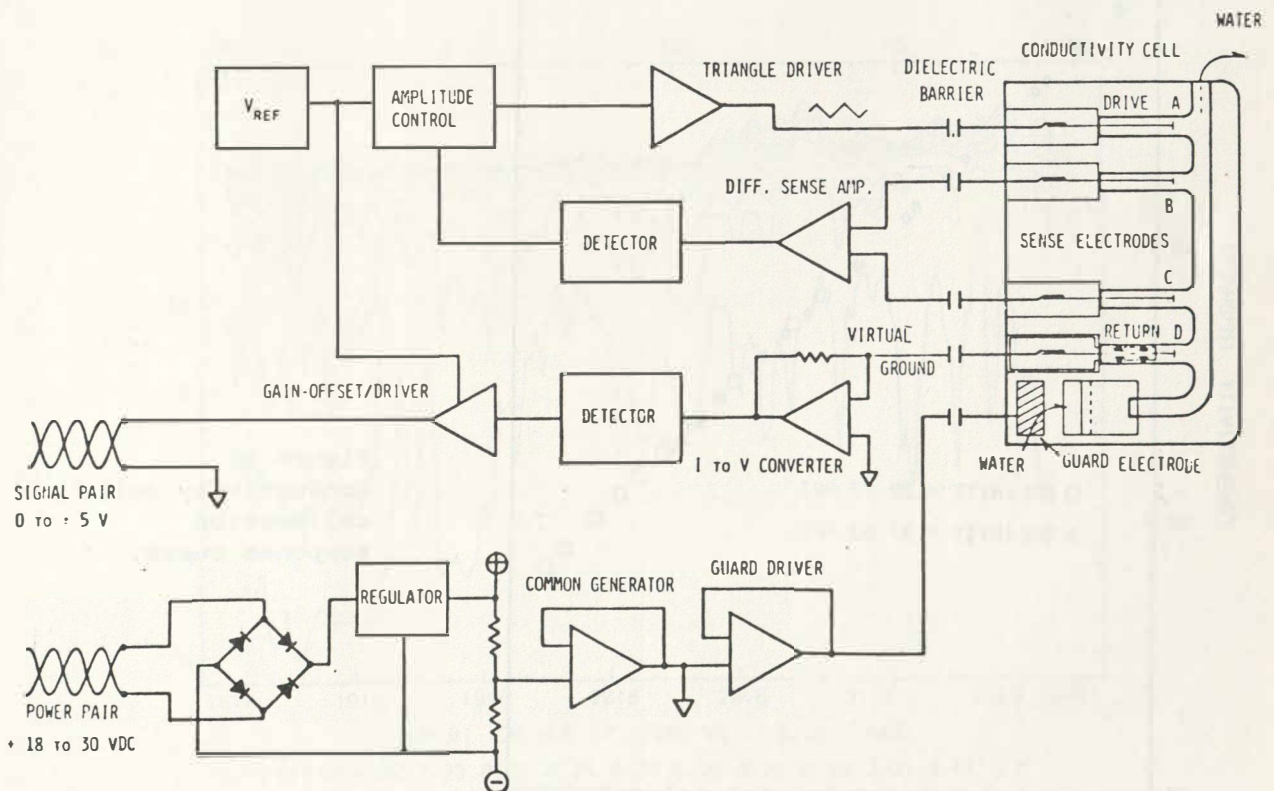 WATER
CONDUCTIVITY CELL
TRIANGLE DRIVER
DIELECTRIC
BARRIER
V_REF
AMPLITUDE
CONTROL
DRIVE A
DIFF. SENSE AMP.
B
DETECTOR
SENSE ELECTRODES
C
VIRTUAL
GROUND
RETURN D
GAIN-OFFSET/DRIVER
DETECTOR
I TO V CONVERTER
WATER
GUARD ELECTRODE
SIGNAL PAIR
0 TO 5 V
COMMON GENERATOR
GUARD DRIVER
REGULATOR
POWER PAIR
+ 18 TO 30 VDC